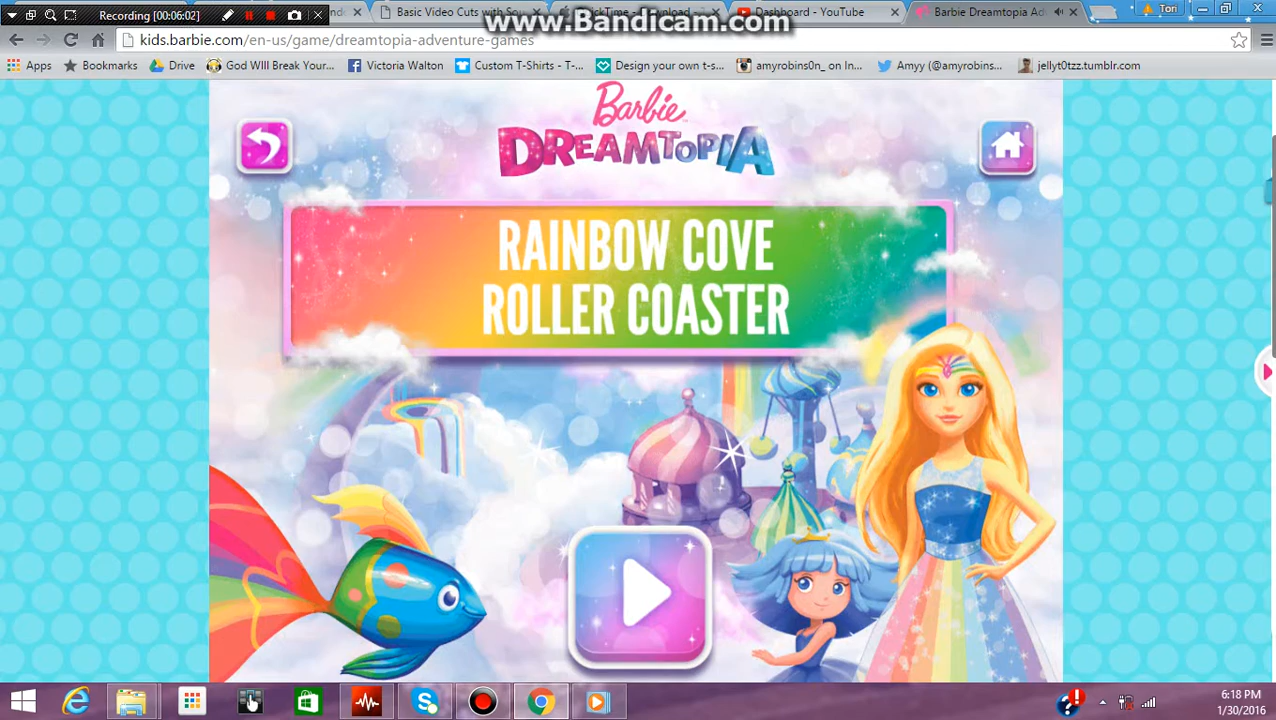 www.Bandicam.com
Recording [00:06:02]
Basic Video Cuts with So
Dashboard - YouTube
Barbie Dreamtopia Ad
Tori
kids.barbie.com/en-us/game/dreamtopia-adventure-games
Apps
Bookmarks
Drive
God Will Break Your...
Victoria Walton
Custom T-Shirts - T-...
Design your own t-s...
amyrobins0n_ on In...
Amyy (@amyrobins...
jellyt0tzz.tumblr.com
Barbie
DREAMTOPIA
RAINBOW COVE
ROLLER COASTER
6:18 PM
1/30/2016